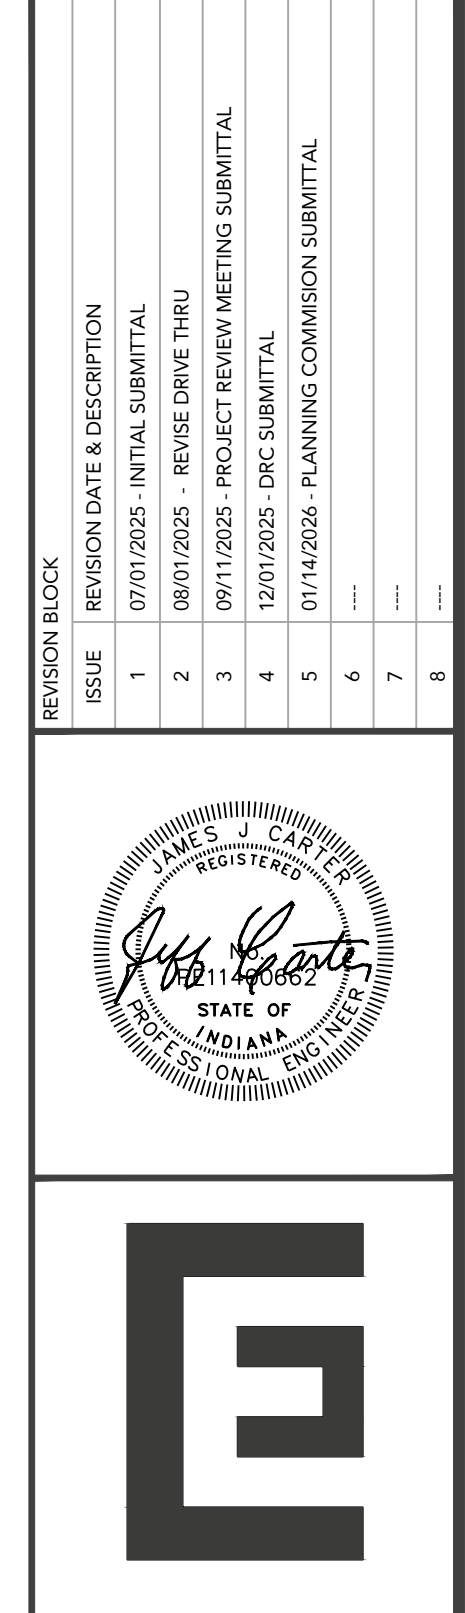 REVISION BLOCK
ISSUE REVISION DATE & DESCRIPTION
1 07/01/2025 - INITIAL SUBMITTAL
2 08/01/2025 - REVISE DRIVE THRU
3 09/11/2025 - PROJECT REVIEW MEETING SUBMITTAL
4 12/01/2025 - DRC SUBMITTAL
5 01/14/2026 - PLANNING COMMISION SUBMITTAL
6 ----
7 ----
8 ----
JAMES J CARTER
REGISTERED
Jeff Carter
No.
PE11400662
STATE OF
INDIANA
PROFESSIONAL ENGINEER